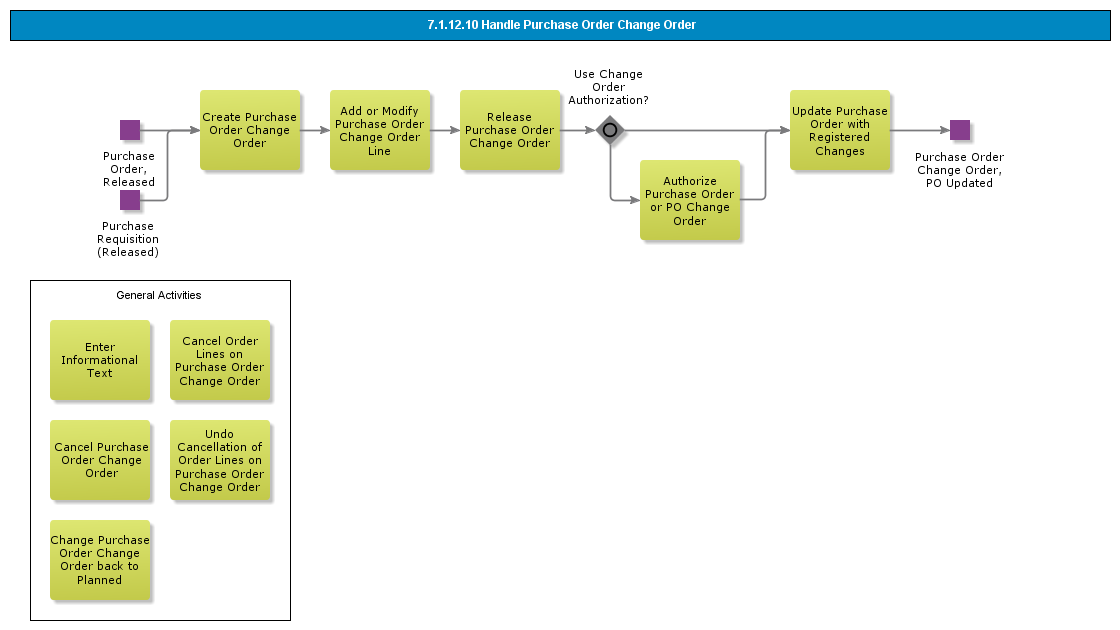 7.1.12.10 Handle Purchase Order Change Order
Use Change
Order
Authorization?
Create Purchase
Order Change
Order
Add or Modify
Purchase Order
Change Order
Line
Release
Purchase Order
Change Order
Update Purchase
Order with
Registered
Changes
Purchase
Order,
Released
Purchase Order
Change Order,
PO Updated
Authorize
Purchase Order
or PO Change
Order
Purchase
Requisition
(Released)
General Activities
Enter
Informational
Text
Cancel Order
Lines on
Purchase Order
Change Order
Cancel Purchase
Order Change
Order
Undo
Cancellation of
Order Lines on
Purchase Order
Change Order
Change Purchase
Order Change
Order back to
Planned